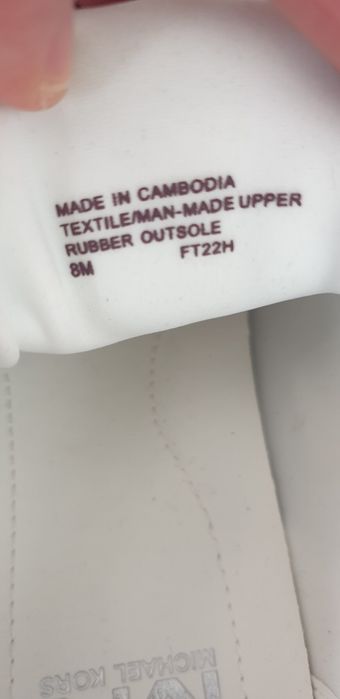 MADE IN CAMBODIA
TEXTILE/MAN-MADE UPPER
RUBBER OUTSOLE
8M FT22H
MICHAEL KORS